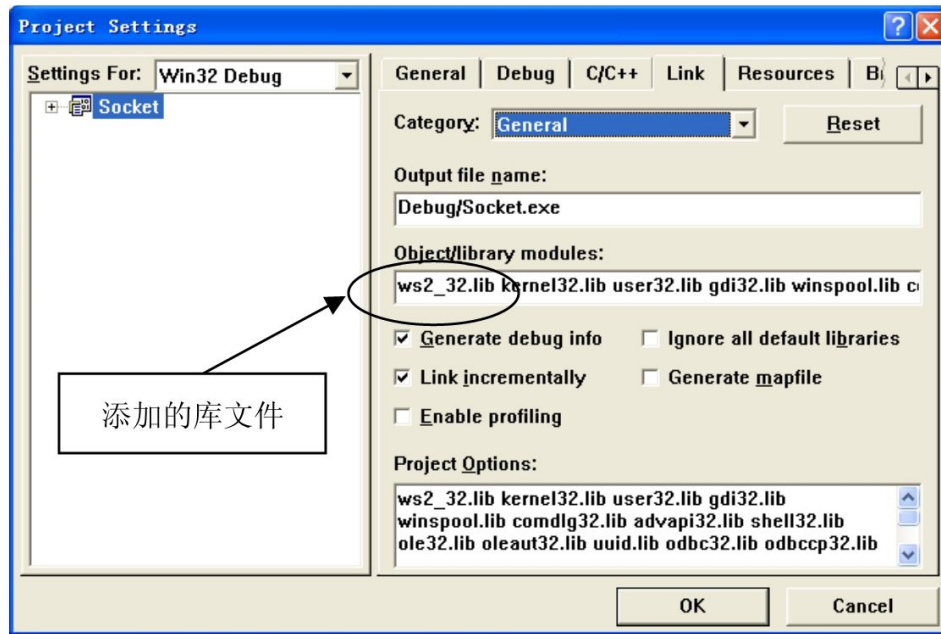 Project Settings
Settings For: Win32 Debug
Socket
General Debug C/C++ Link Resources
Category: General Reset
Output file name:
Debug/Socket.exe
Object/library modules:
ws2_32.lib kernel32.lib user32.lib gdi32.lib winspool.lib
Generate debug info Ignore all default libraries
Link incrementally Generate mapfile
Enable profiling
添加的库文件
Project Options:
ws2_32.lib kernel32.lib user32.lib gdi32.lib
winspool.lib comdlg32.lib advapi32.lib shell32.lib
ole32.lib oleaut32.lib uuid.lib odbc32.lib odbccp32.lib
OK Cancel